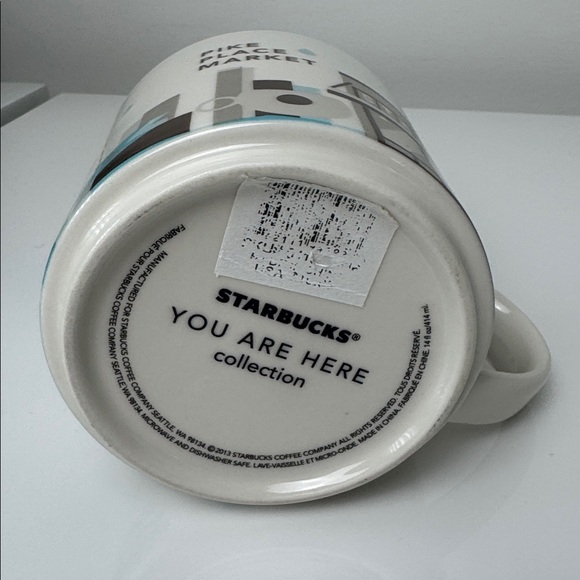 PIKE
PLACE
MARKET
STARBUCKS®
YOU ARE HERE
collection
MANUFACTURED FOR STARBUCKS COFFEE COMPANY SEATTLE, WA 98134. ©2013 STARBUCKS COFFEE COMPANY ALL RIGHTS RESERVED. TOUS DROITS RÉSERVÉ.
FABRIQUÉ POUR STARBUCKS COFFEE COMPANY SEATTLE, WA 98134. MICROWAVE AND DISHWASHER SAFE. LAVE-VAISSELLE ET MICRO-ONDE. MADE IN CHINA. FABRIQUÉ EN CHINE. 14 fl oz/414 ml.